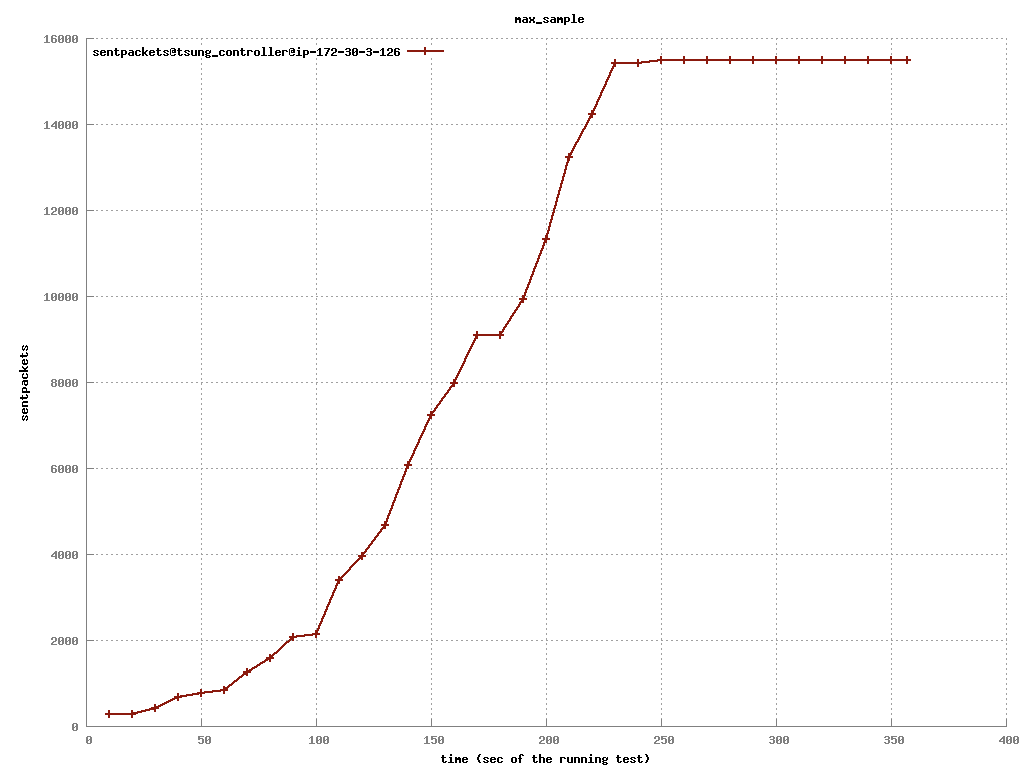 max_sample
sentpackets@tsung_controller@ip-172-30-3-126
16000
14000
12000
10000
8000
6000
4000
2000
0
sentpackets
0 50 100 150 200 250 300 350 400
time (sec of the running test)